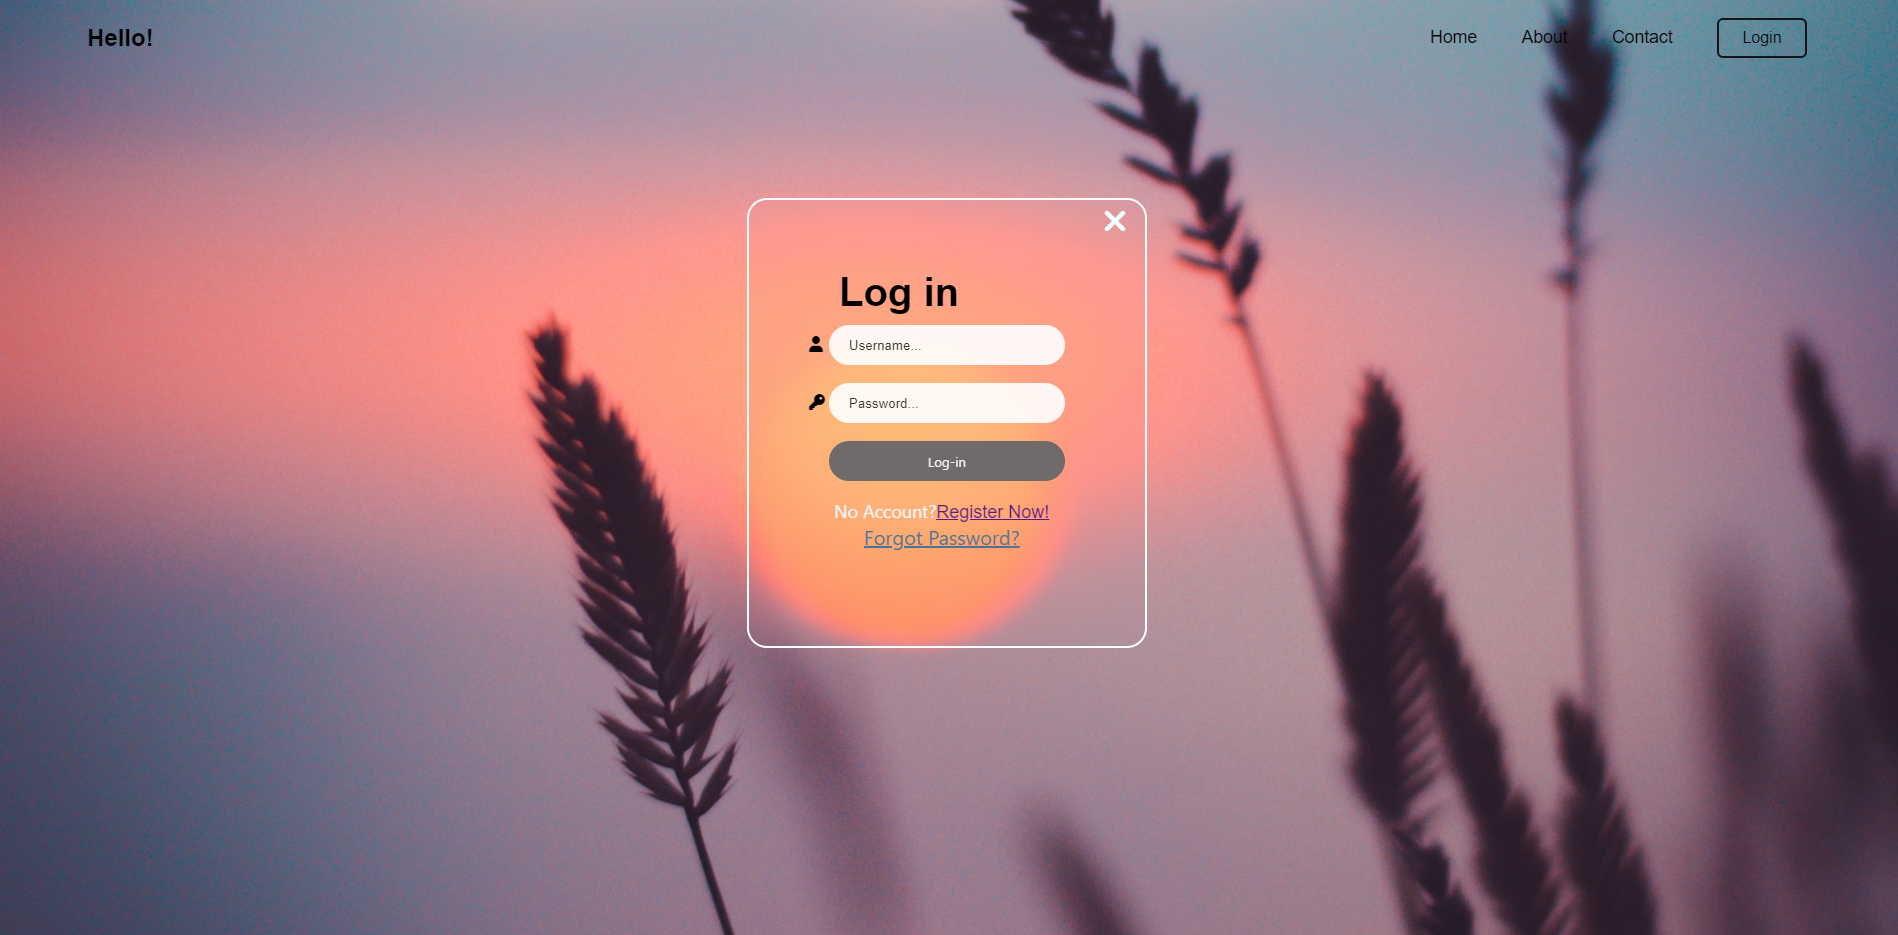 Hello!
Home About Contact Login
Log in
Username...
Password...
Log-in
No Account?Register Now!
Forgot Password?